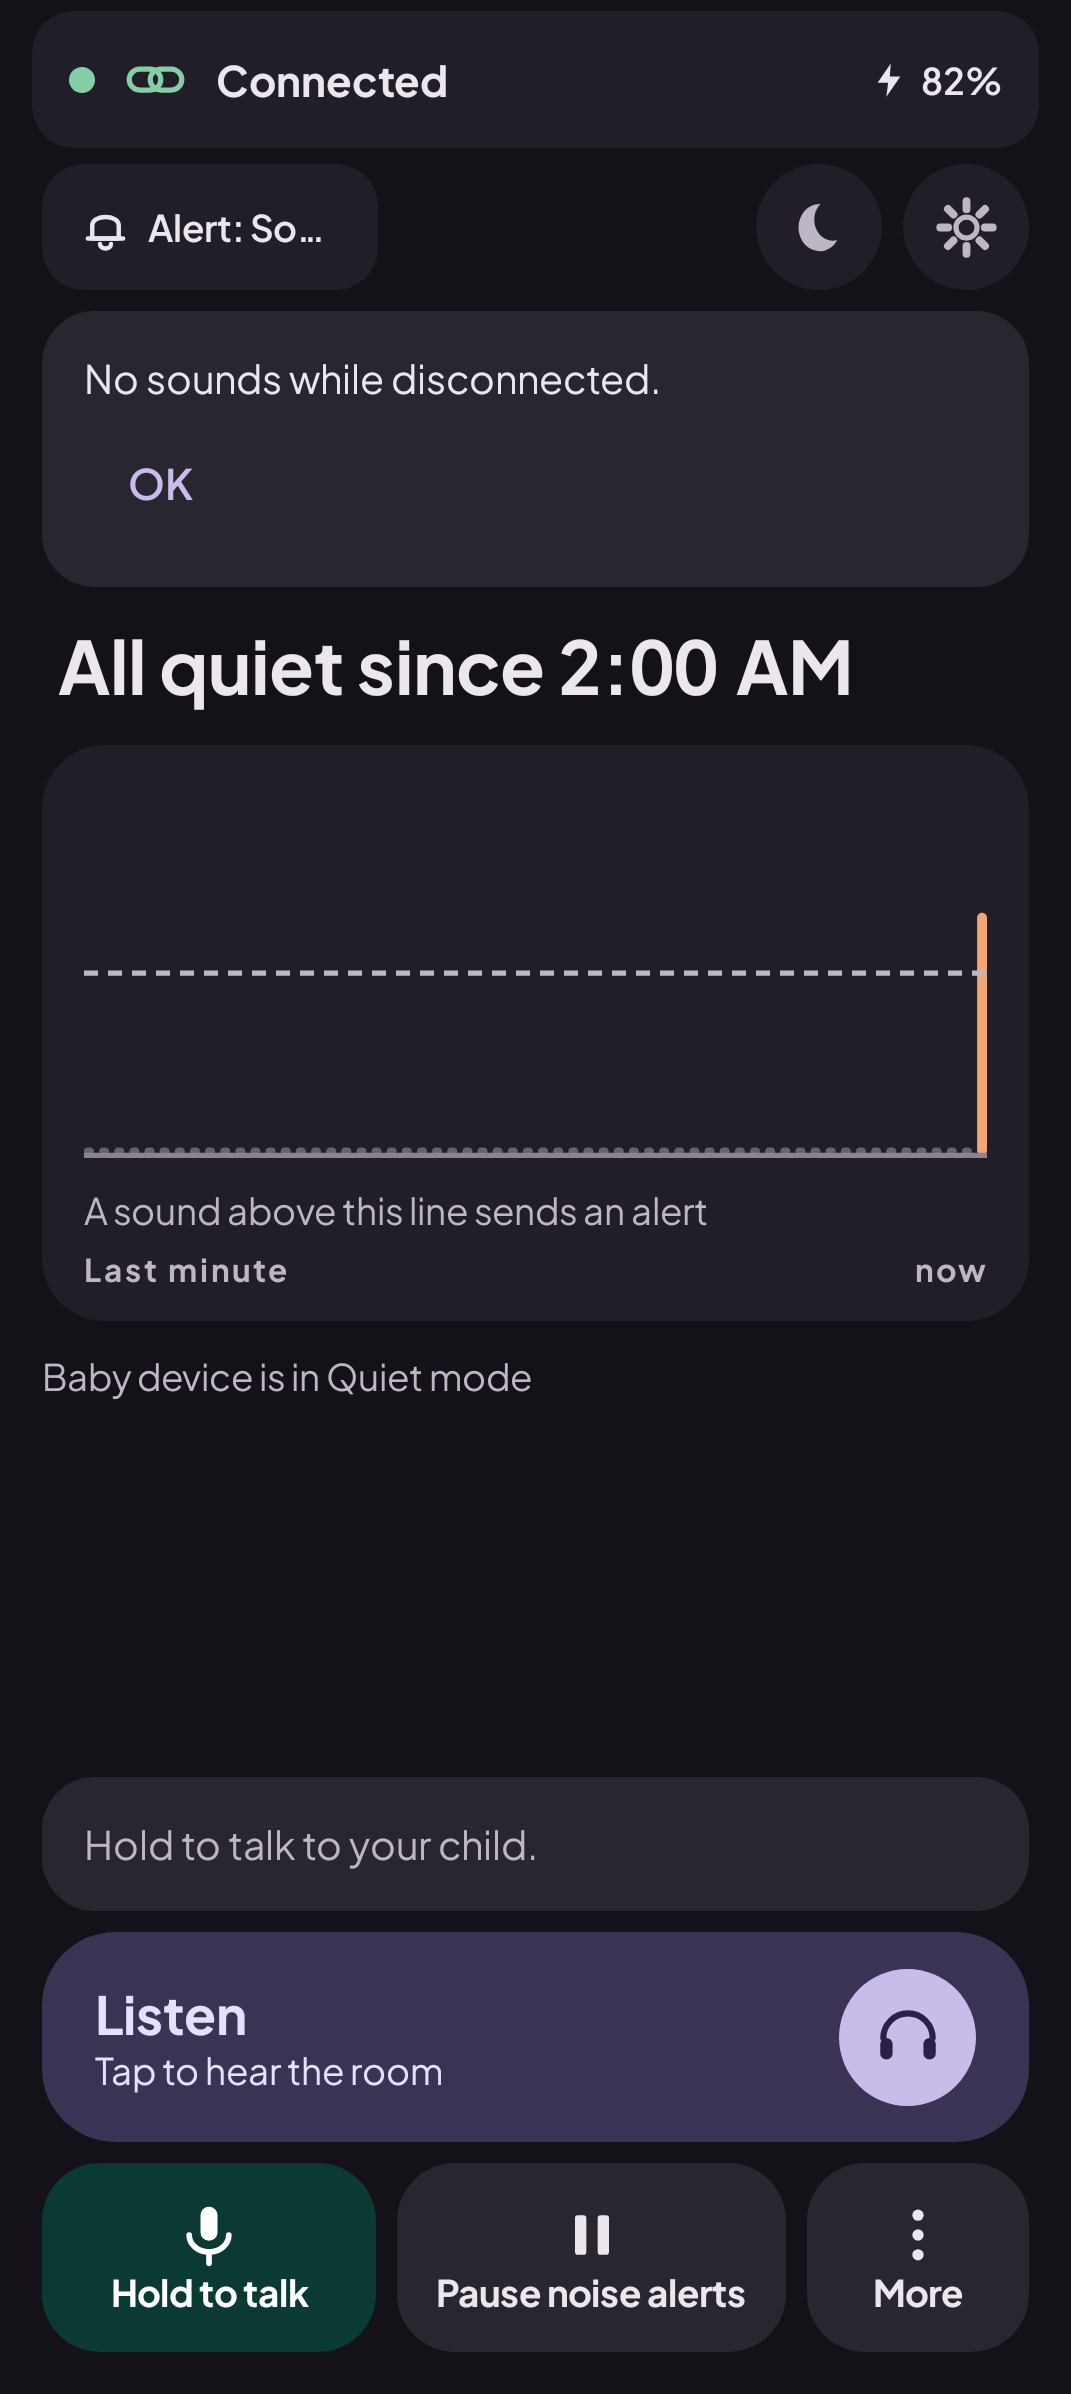 Connected
82%
Alert: So...
No sounds while disconnected.
OK
All quiet since 2:00 AM
A sound above this line sends an alert
Last minute
now
Baby device is in Quiet mode
Hold to talk to your child.
Listen
Tap to hear the room
Hold to talk
Pause noise alerts
More